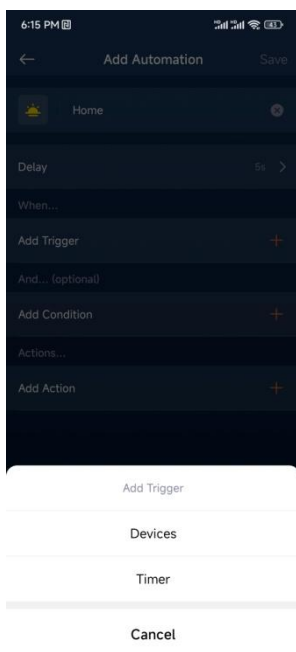 6:15 PM
43
Add Automation
Save
Home
Delay
5s
When...
Add Trigger
And... (optional)
Add Condition
Actions...
Add Action
Add Trigger
Devices
Timer
Cancel